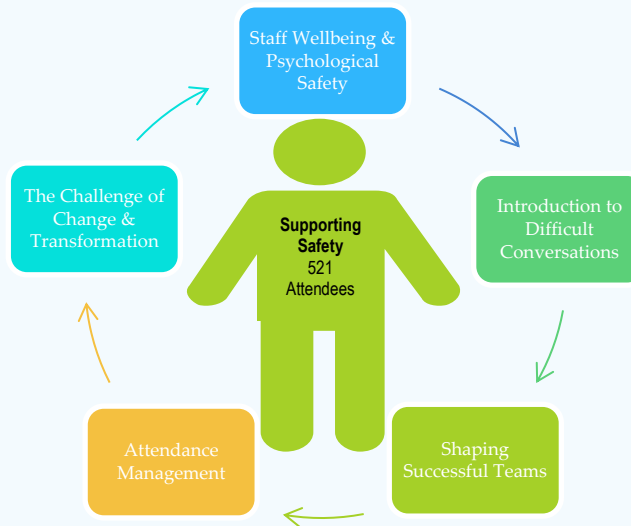 Staff Wellbeing &
Psychological
Safety
The Challenge of
Change &
Transformation
Supporting
Safety
521
Attendees
Introduction to
Difficult
Conversations
Attendance
Management
Shaping
Successful Teams